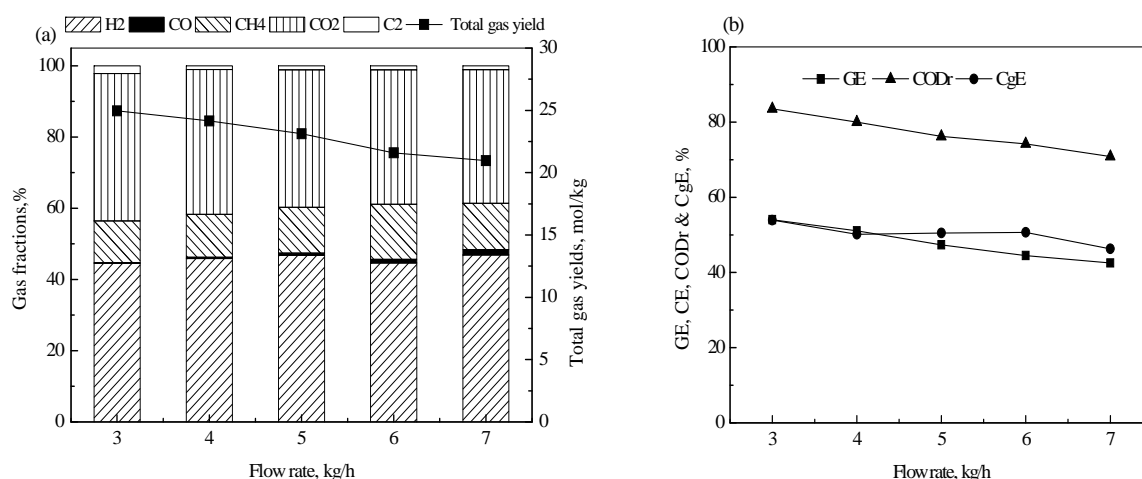 H2 CO CH4 CO2 C2 Total gas yield
(a)
100
80
60
40
20
0
Gas fractions,%
30
25
20
15
10
5
0
Total gas yields, mol/kg
3 4 5 6 7
Flow rate, kg/h
(b)
100
80
60
40
20
0
GE, CE, CODr & CgE, %
GE CODr CgE
3 4 5 6 7
Flow rate, kg/h